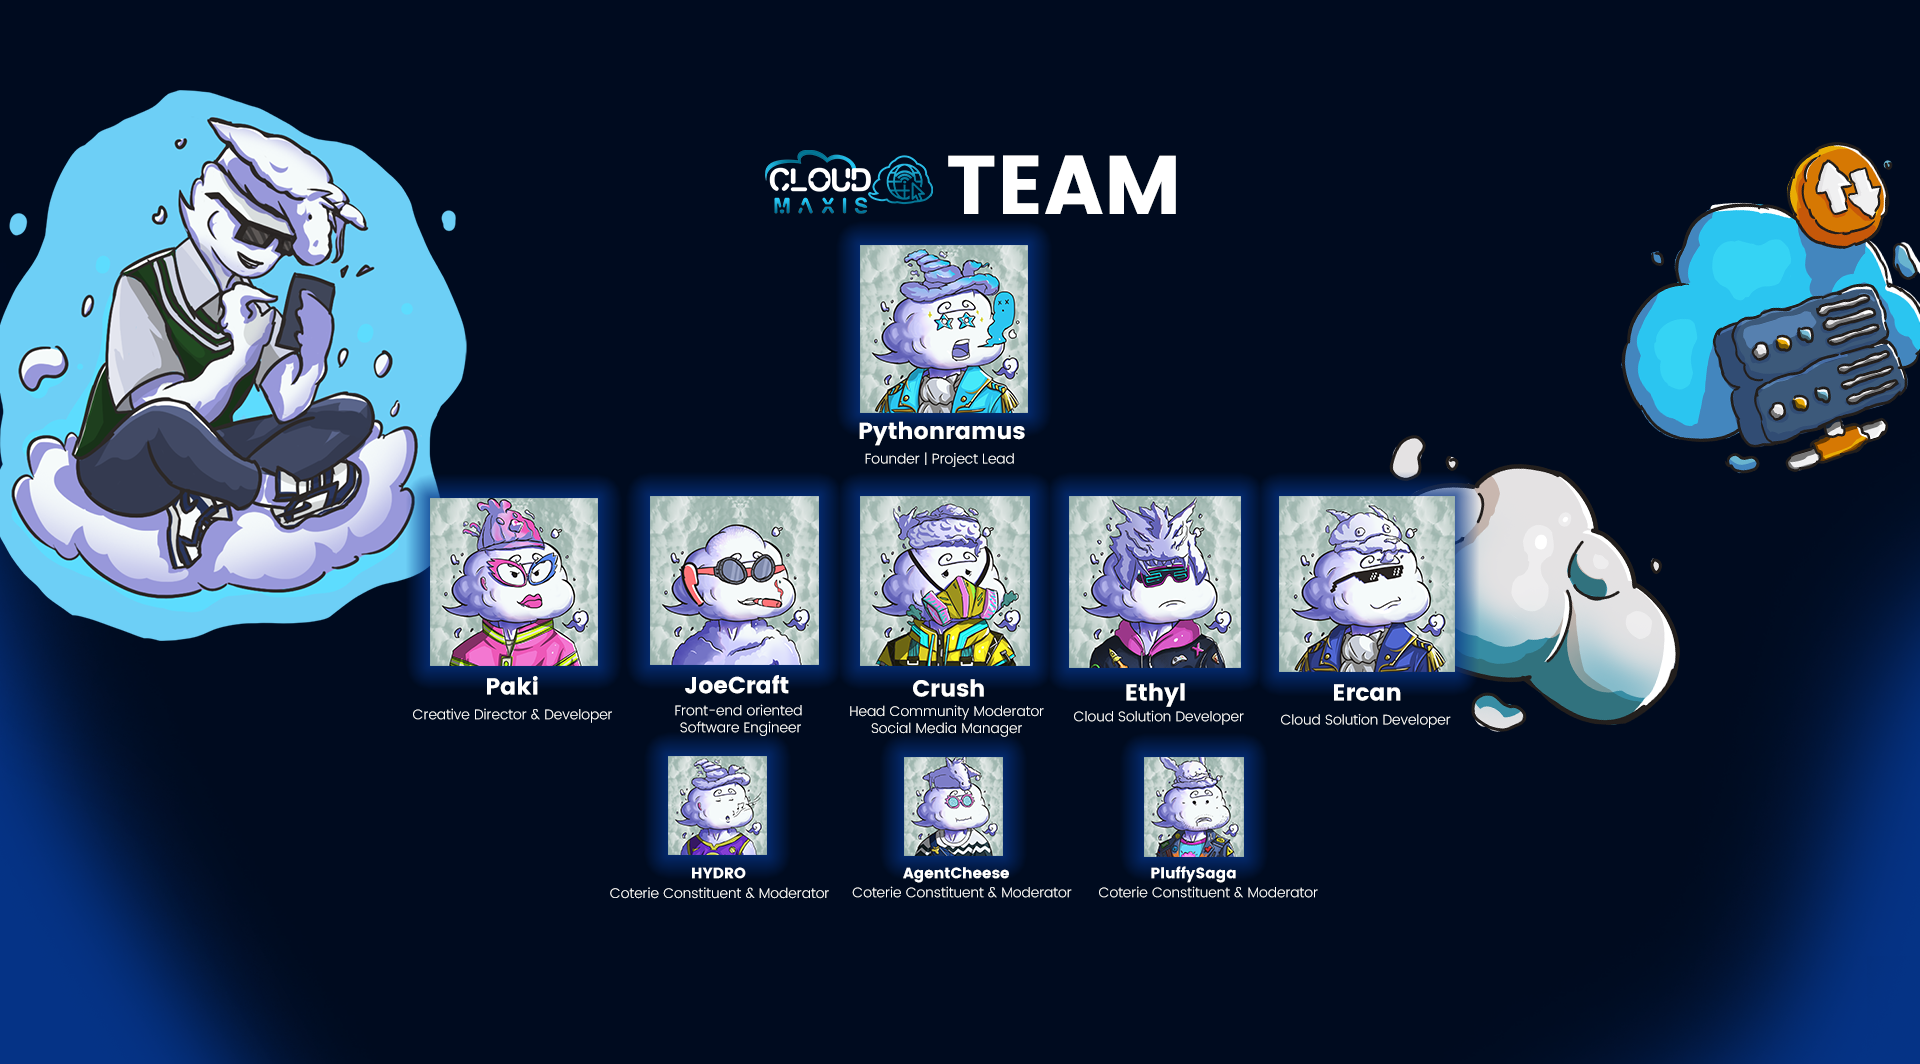 CLOUD
MAXIS
TEAM
Pythonramus
Founder | Project Lead
Paki
Creative Director & Developer
JoeCraft
Front-end oriented
Software Engineer
Crush
Head Community Moderator
Social Media Manager
Ethyl
Cloud Solution Developer
Ercan
Cloud Solution Developer
HYDRO
Coterie Constituent & Moderator
AgentCheese
Coterie Constituent & Moderator
PluffySaga
Coterie Constituent & Moderator